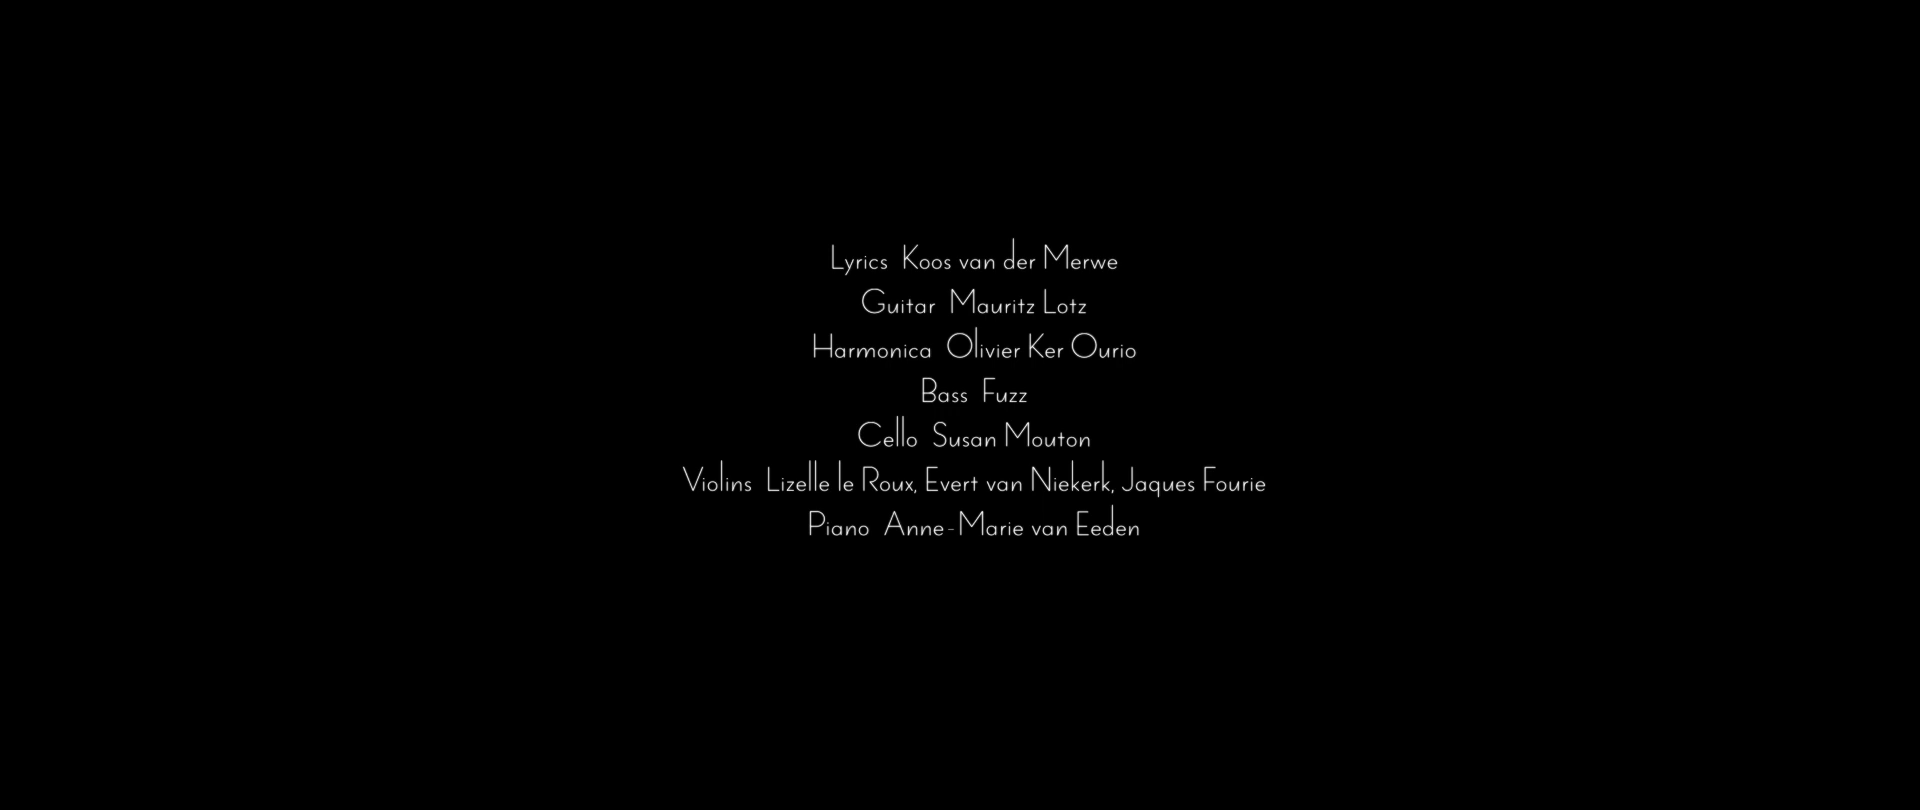 Lyrics  Koos van der Merwe
Guitar  Mauritz Lotz
Harmonica  Olivier Ker Ourio
Bass  Fuzz
Cello  Susan Mouton
Violins  Lizelle le Roux, Evert van Niekerk, Jaques Fourie
Piano  Anne-Marie van Eeden